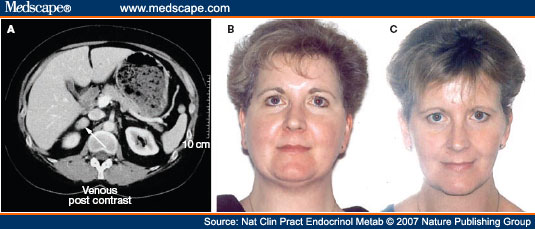 Medscape® www.medscape.com
A
B
C
10 cm
Venous
post contrast
Source: Nat Clin Pract Endocrinol Metab © 2007 Nature Publishing Group